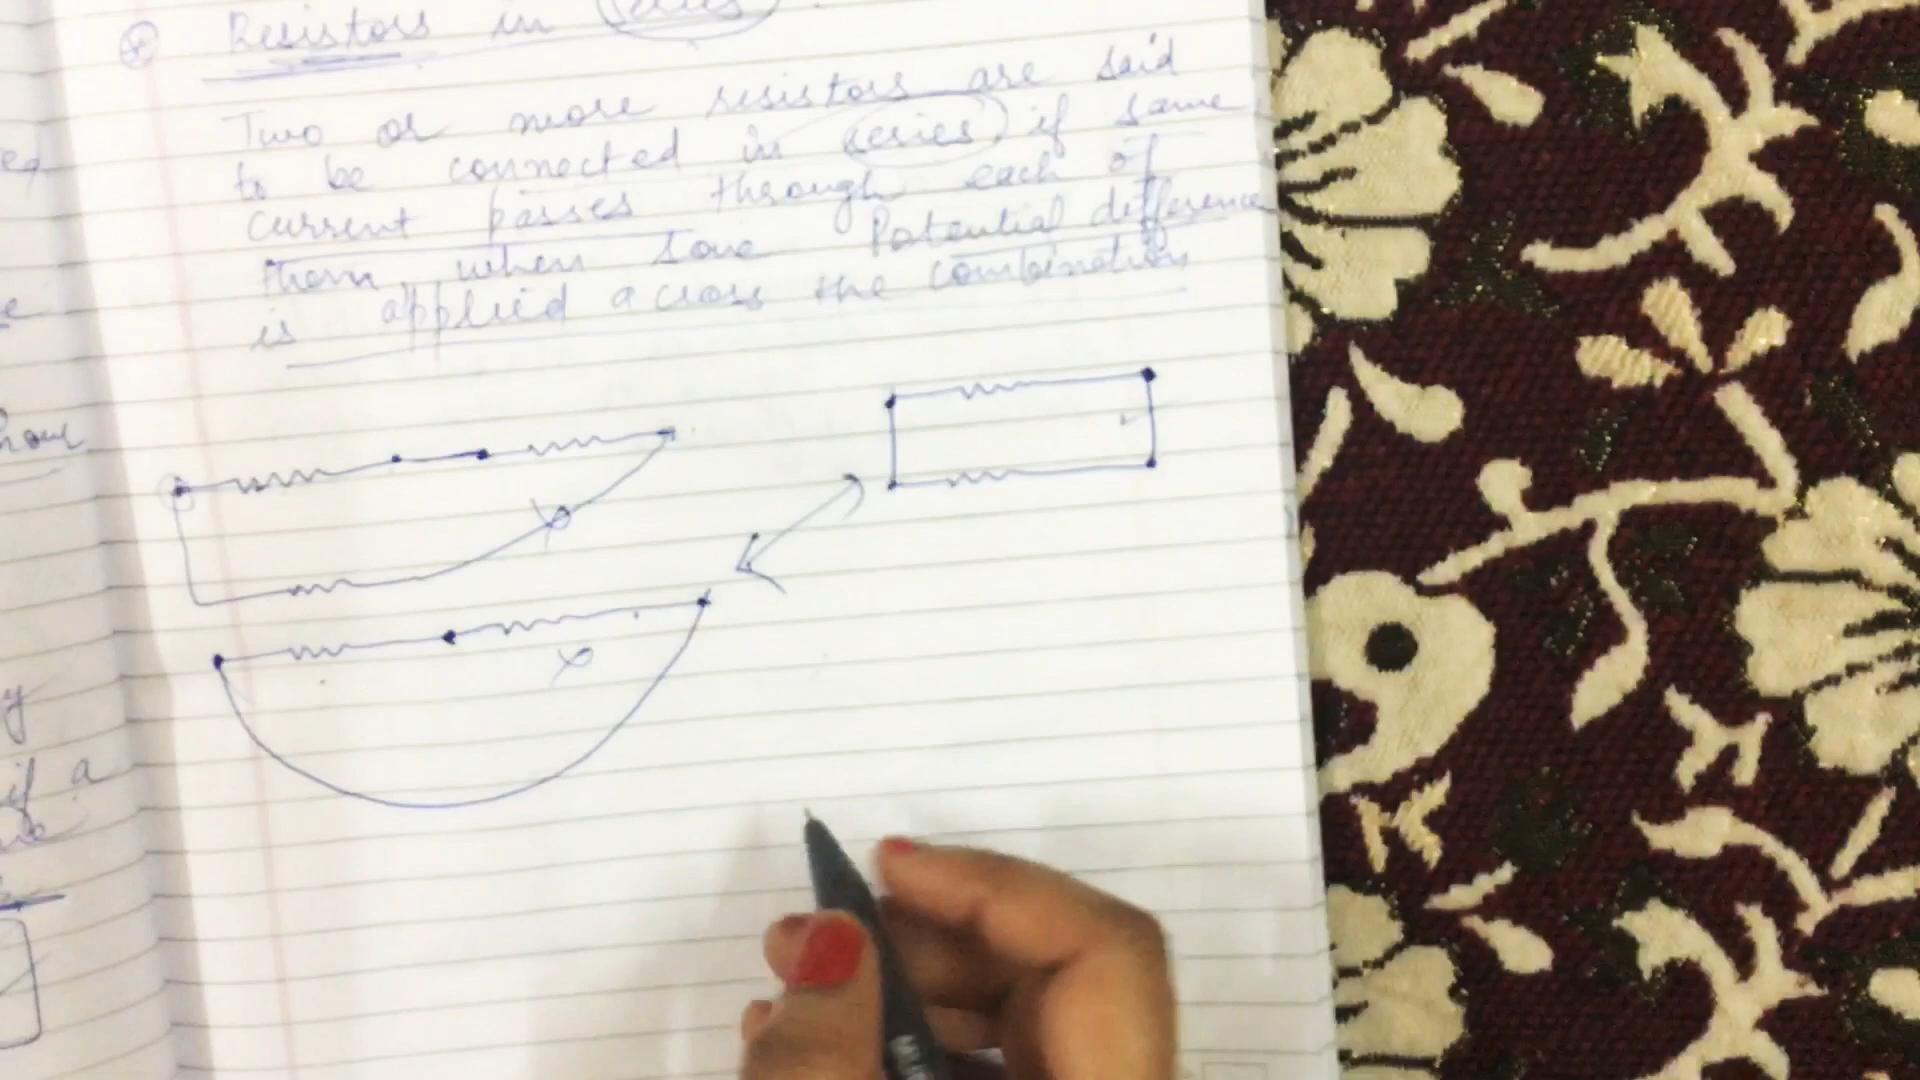 Resistors in series
Two or more resistors are said
to be connected in series if same
current passes through each of
them, when some Potential difference
is applied across the combination
if a